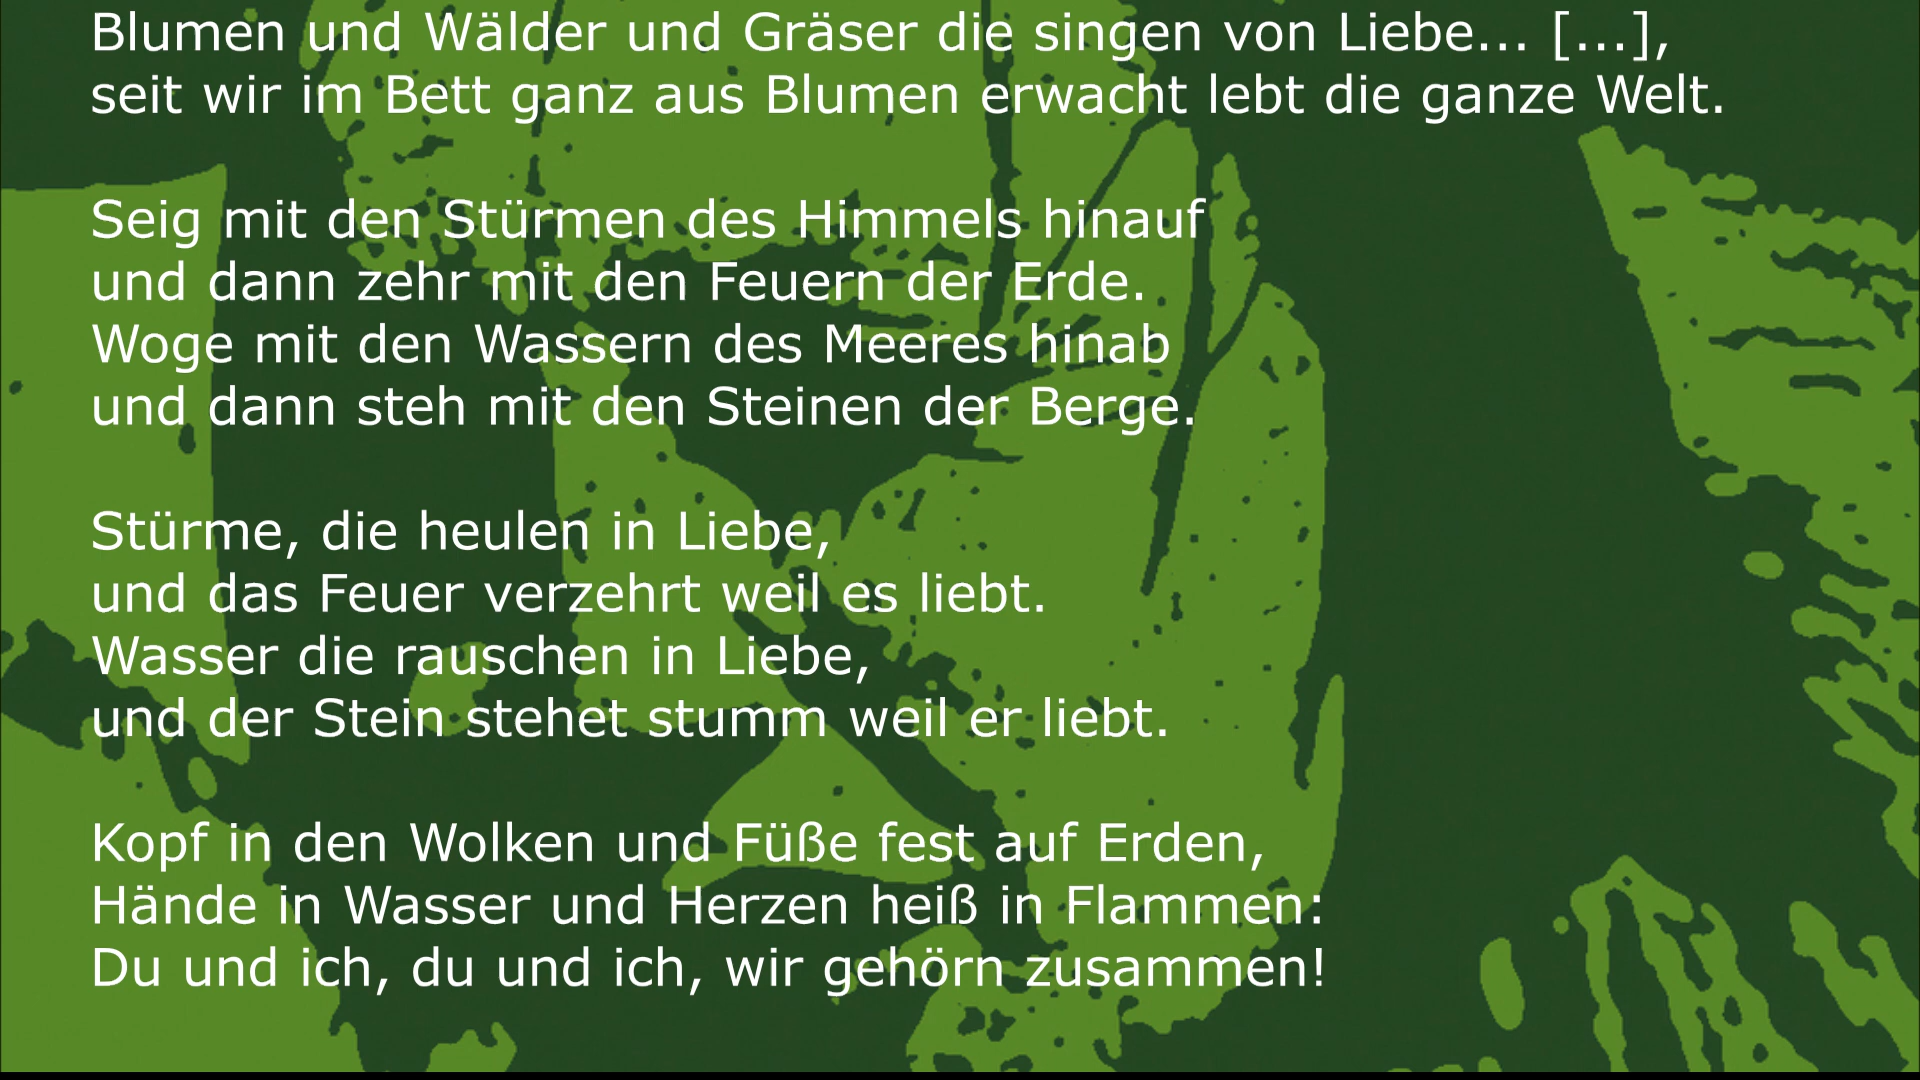 Blumen und Wälder und Gräser die singen von Liebe... [...],
seit wir im Bett ganz aus Blumen erwacht lebt die ganze Welt.
Seig mit den Stürmen des Himmels hinauf
und dann zehr mit den Feuern der Erde.
Woge mit den Wassern des Meeres hinab
und dann steh mit den Steinen der Berge.
Stürme, die heulen in Liebe,
und das Feuer verzehrt weil es liebt.
Wasser die rauschen in Liebe,
und der Stein stehet stumm weil er liebt.
Kopf in den Wolken und Füße fest auf Erden,
Hände in Wasser und Herzen heiß in Flammen:
Du und ich, du und ich, wir gehörn zusammen!